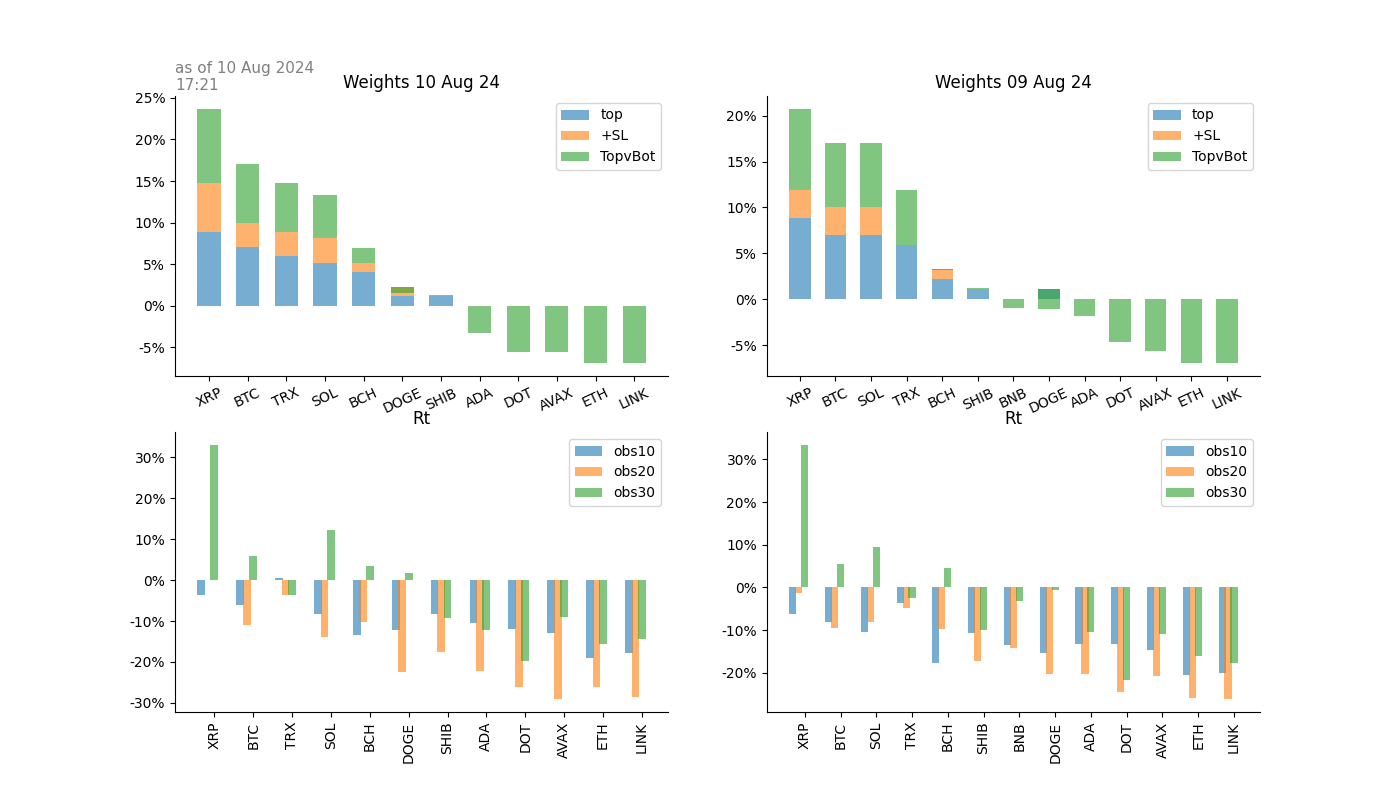 as of 10 Aug 2024
17:21
Weights 10 Aug 24
25%
20%
15%
10%
5%
0%
-5%
top
+SL
TopvBot
XRP BTC TRX SOL BCH DOGE SHIB ADA DOT AVAX ETH LINK
Weights 09 Aug 24
20%
15%
10%
5%
0%
-5%
top
+SL
TopvBot
XRP BTC SOL TRX BCH SHIB BNB DOGE ADA DOT AVAX ETH LINK
Rt
30%
20%
10%
0%
-10%
-20%
-30%
obs10
obs20
obs30
XRP BTC TRX SOL BCH DOGE SHIB ADA DOT AVAX ETH LINK
Rt
30%
20%
10%
0%
-10%
-20%
obs10
obs20
obs30
XRP BTC SOL TRX BCH SHIB BNB DOGE ADA DOT AVAX ETH LINK